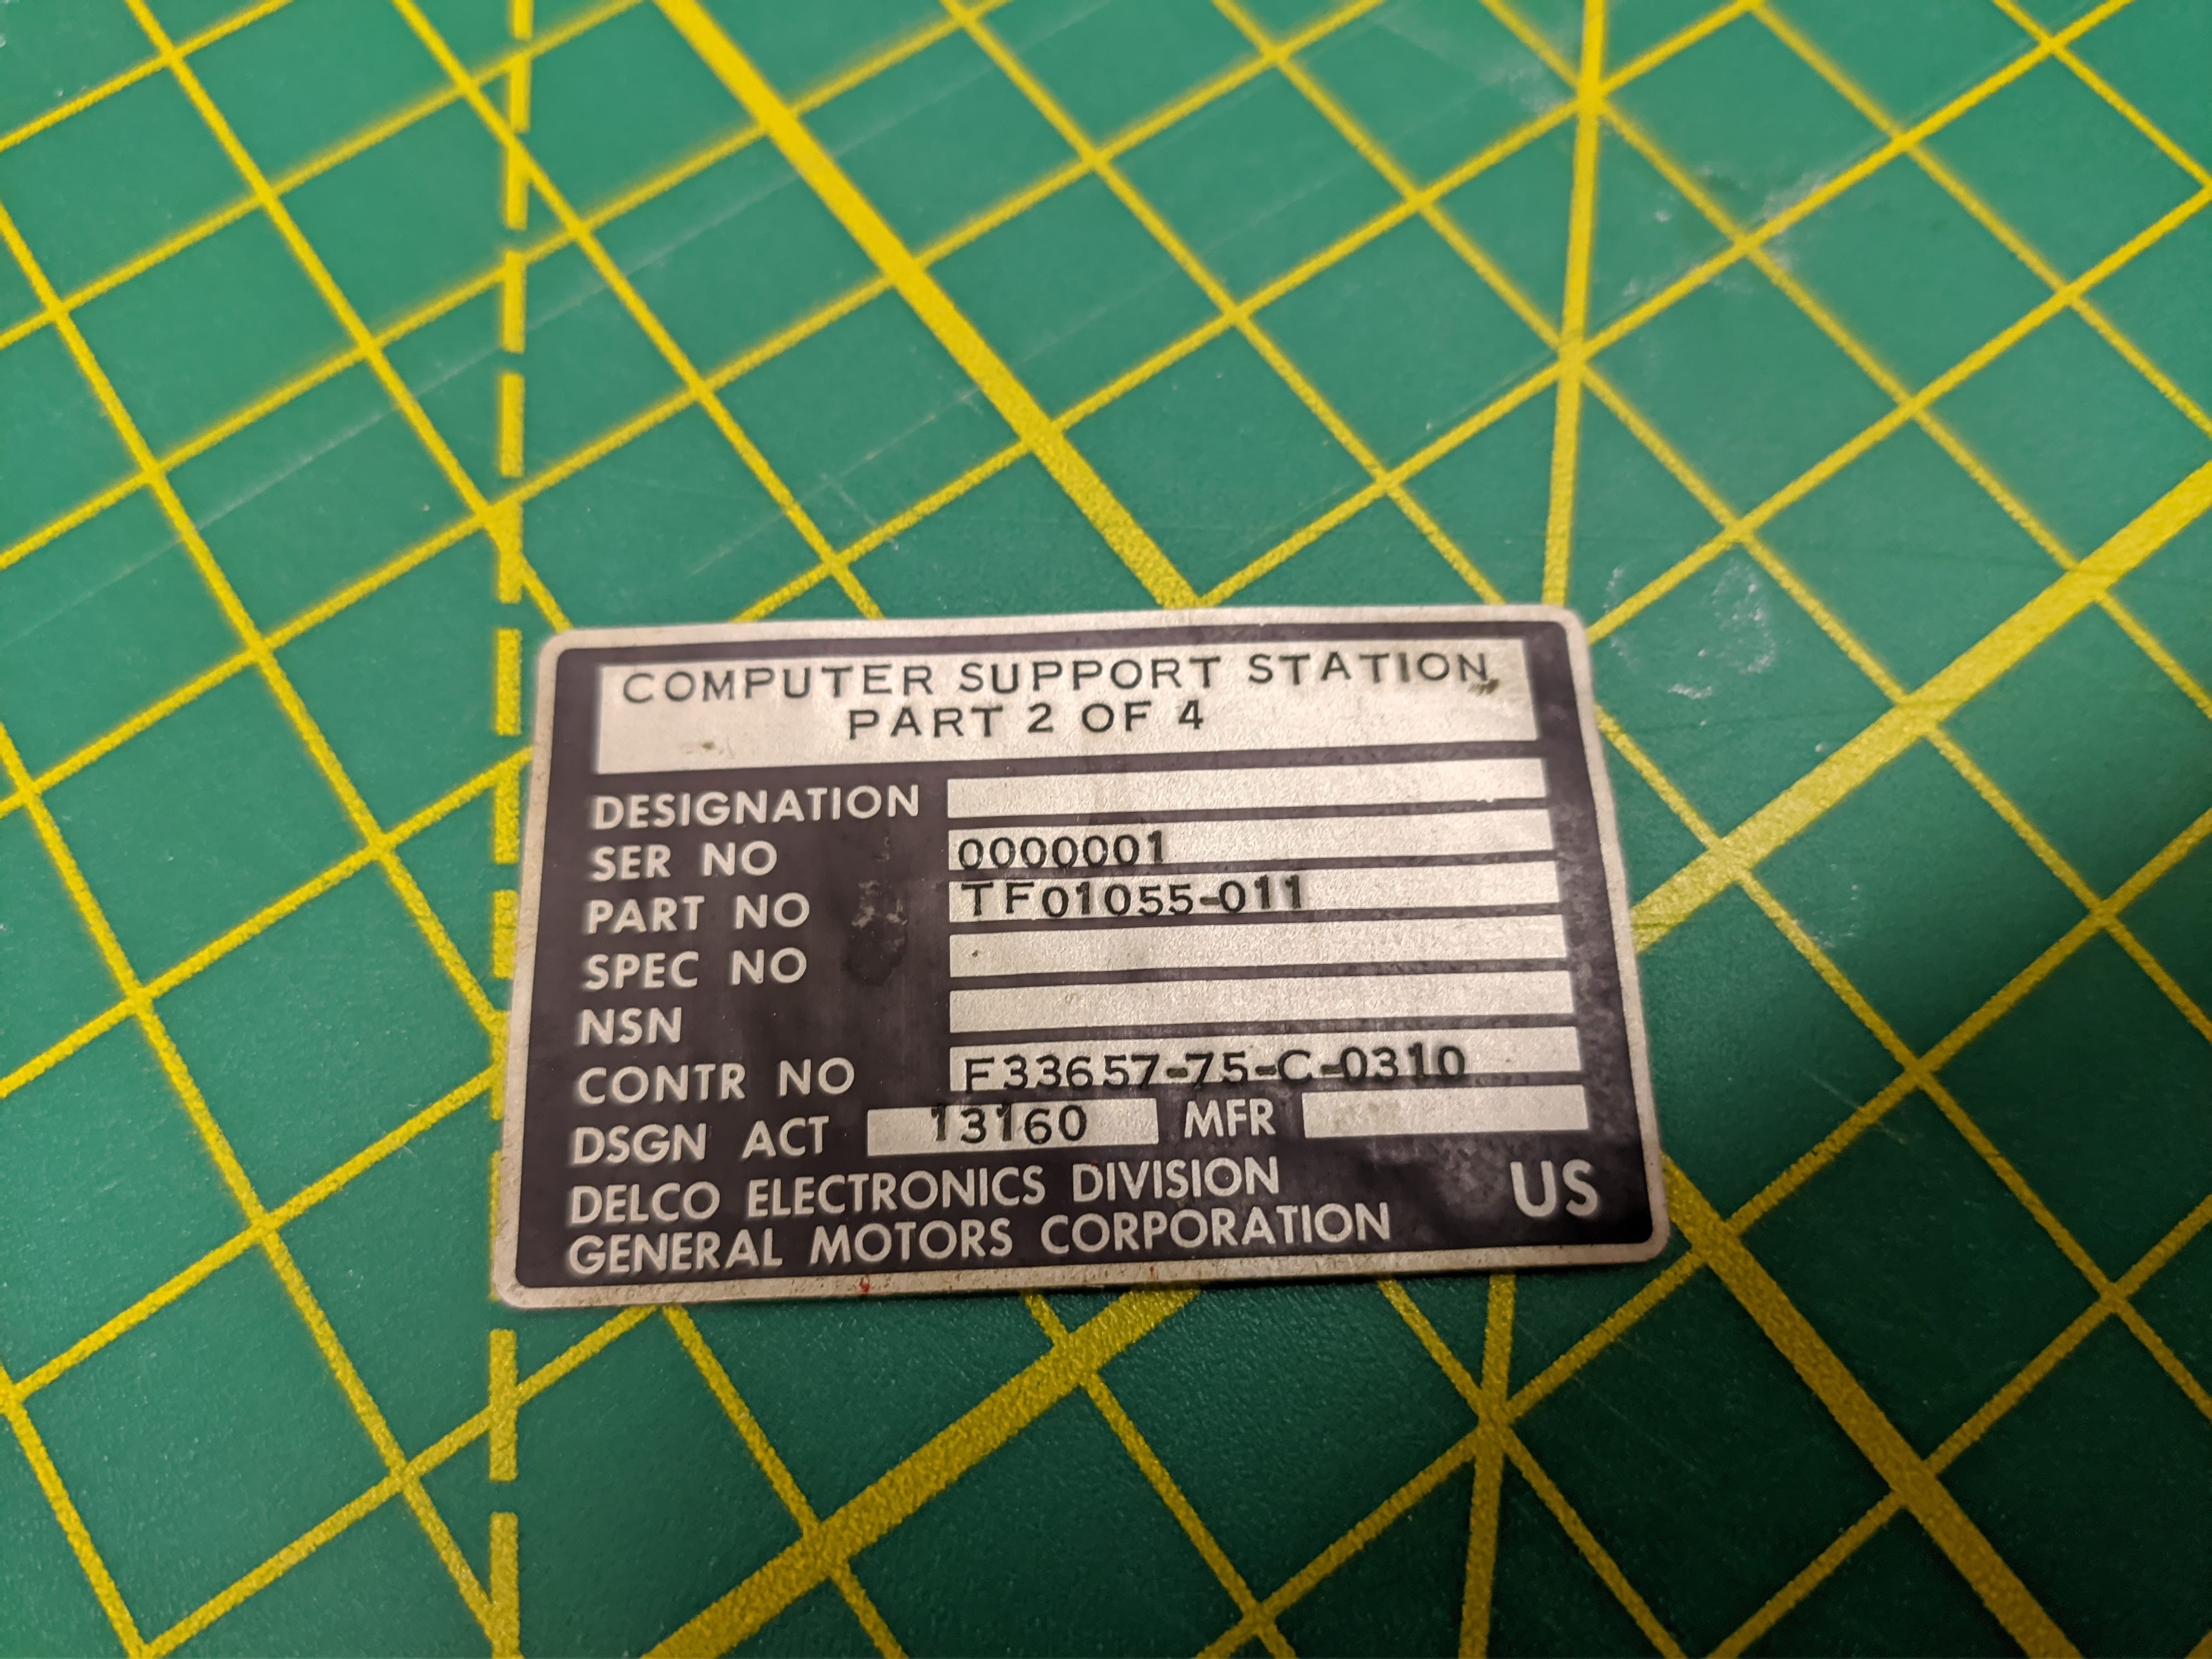 COMPUTER SUPPORT STATION
PART 2 OF 4
DESIGNATION
SER NO 0000001
PART NO TF01055-011
SPEC NO
NSN
CONTR NO F33657-75-C-0310
DSGN ACT 13160 MFR
DELCO ELECTRONICS DIVISION
GENERAL MOTORS CORPORATION
US